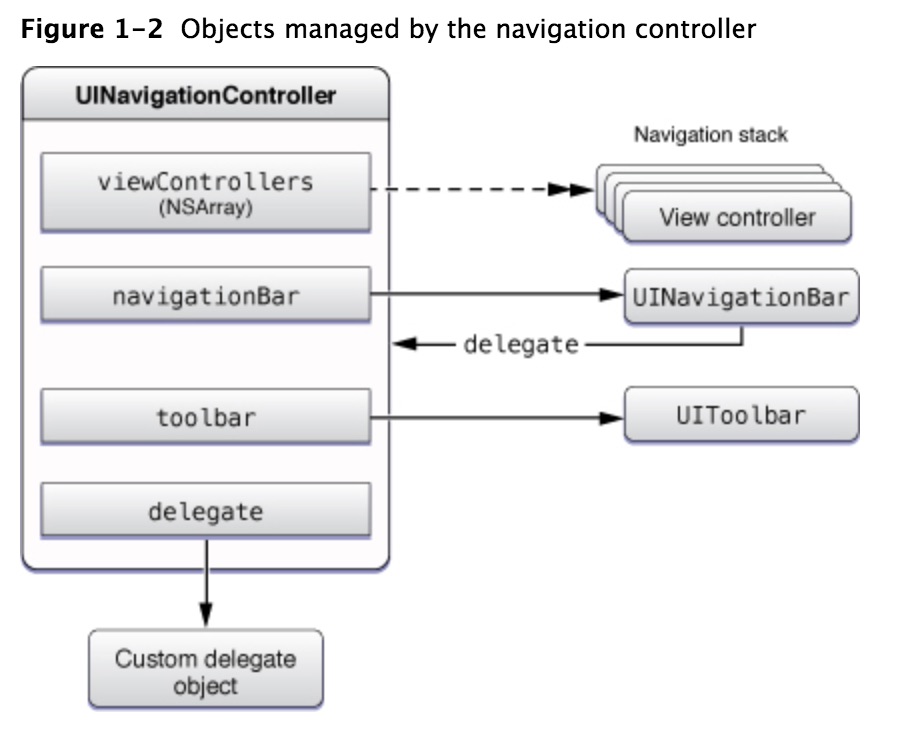 Figure 1–2 Objects managed by the navigation controller
UINavigationController
Navigation stack
viewControllers
(NSArray)
View controller
navigationBar
UINavigationBar
delegate
toolbar
UIToolbar
delegate
Custom delegate
object